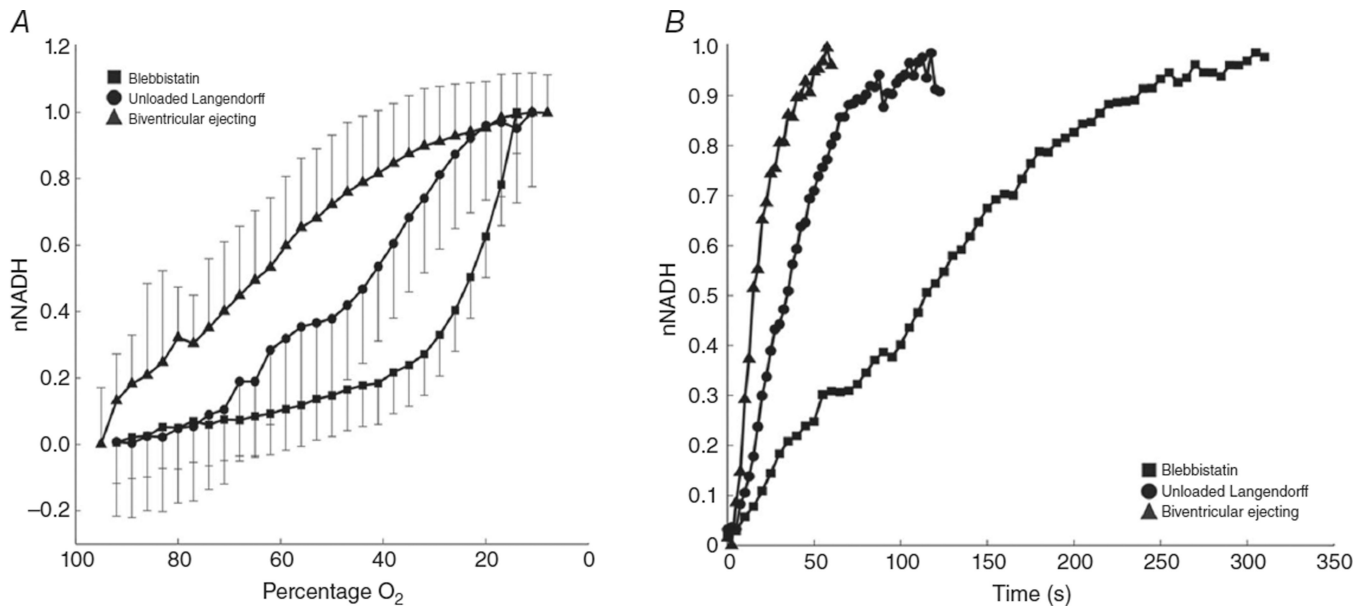 A
1.2
1.0
0.8
0.6
0.4
0.2
0.0
–0.2
nNADH
Blebbistatin
Unloaded Langendorff
Biventricular ejecting
100
80
60
40
20
0
Percentage O₂
B
1.0
0.9
0.8
0.7
0.6
0.5
0.4
0.3
0.2
0.1
0
nNADH
Blebbistatin
Unloaded Langendorff
Biventricular ejecting
0
50
100
150
200
250
300
350
Time (s)